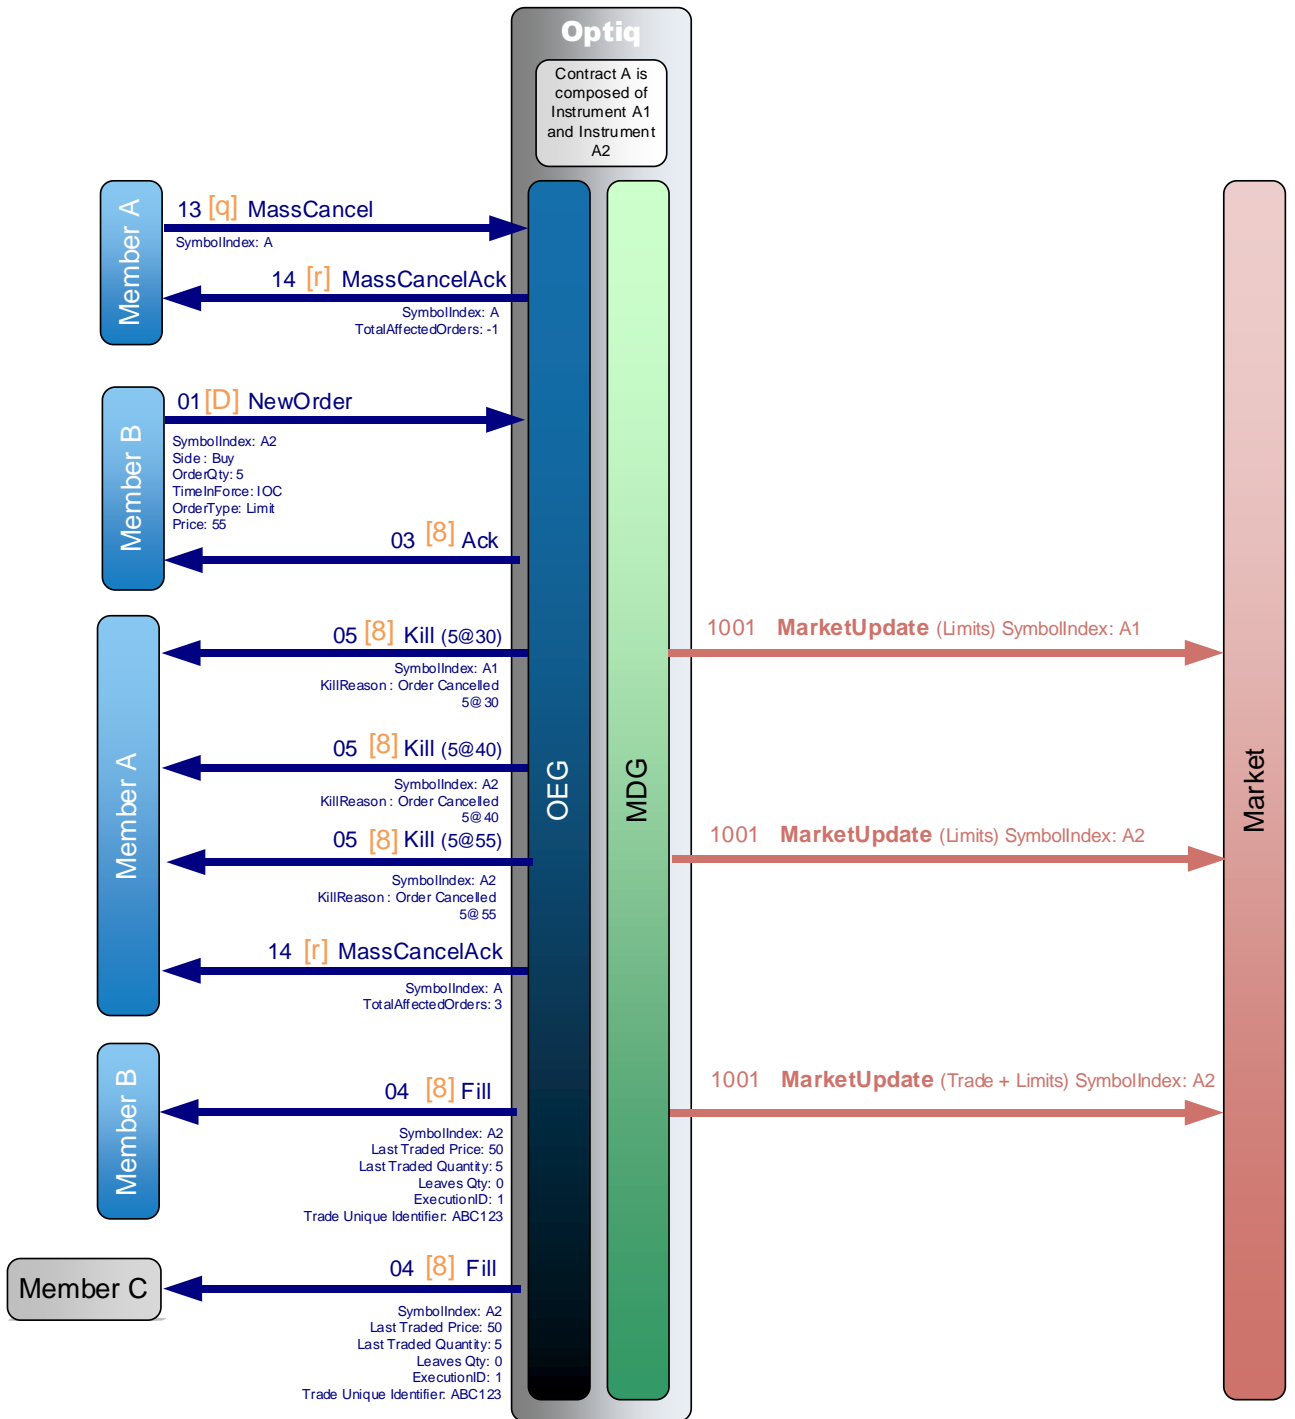 Optiq
Contract A is
composed of
Instrument A1
and Instrument
A2
Member A
13 [q] MassCancel
SymbolIndex: A
14 [r] MassCancelAck
SymbolIndex: A
TotalAffectedOrders: -1
Member B
01 [D] NewOrder
SymbolIndex: A2
Side : Buy
OrderQty: 5
TimeInForce: IOC
OrderType: Limit
Price: 55
03 [8] Ack
Member A
05 [8] Kill (5@30)
SymbolIndex: A1
KillReason : Order Cancelled
5@30
1001 MarketUpdate (Limits) SymbolIndex: A1
05 [8] Kill (5@40)
SymbolIndex: A2
KillReason : Order Cancelled
5@40
OEG
MDG
Market
05 [8] Kill (5@55)
SymbolIndex: A2
KillReason : Order Cancelled
5@55
1001 MarketUpdate (Limits) SymbolIndex: A2
14 [r] MassCancelAck
SymbolIndex: A
TotalAffectedOrders: 3
Member B
04 [8] Fill
SymbolIndex: A2
Last Traded Price: 50
Last Traded Quantity: 5
Leaves Qty: 0
ExecutionID: 1
Trade Unique Identifier: ABC123
1001 MarketUpdate (Trade + Limits) SymbolIndex: A2
Member C
04 [8] Fill
SymbolIndex: A2
Last Traded Price: 50
Last Traded Quantity: 5
Leaves Qty: 0
ExecutionID: 1
Trade Unique Identifier: ABC123